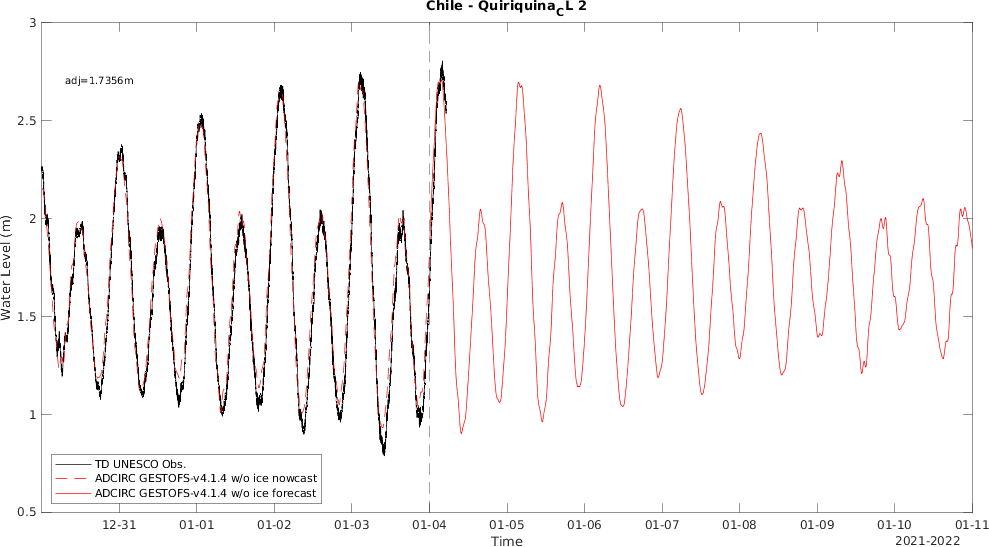 Chile - Quiriquina_CL 2
adj=1.7356m
Water Level (m)
3
2.5
2
1.5
1
0.5
TD UNESCO Obs.
ADCIRC GESTOFS-v4.1.4 w/o ice nowcast
ADCIRC GESTOFS-v4.1.4 w/o ice forecast
12-31 01-01 01-02 01-03 01-04 01-05 01-06 01-07 01-08 01-09 01-10 01-11
Time
2021-2022